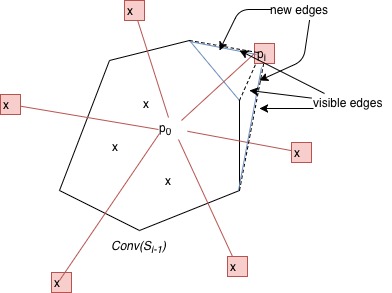 x
new edges
p_i
x
x
visible edges
p_0
x
x
x
Conv(S_{i-1})
x
x